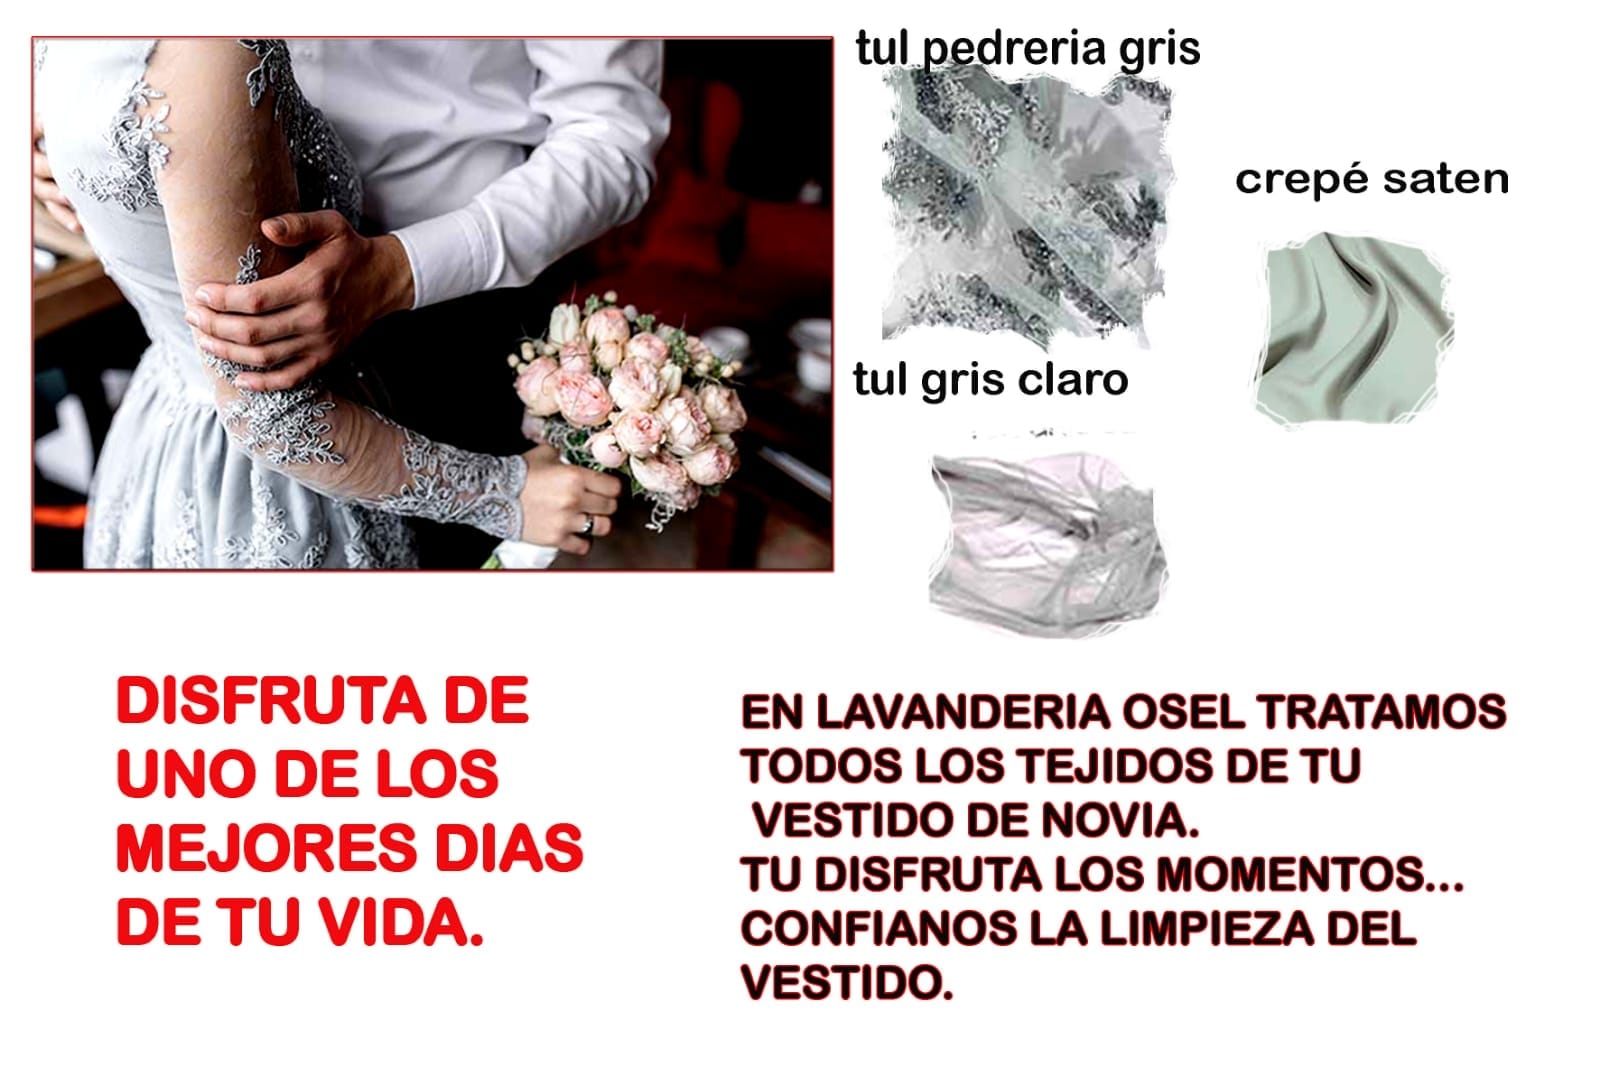 tul pedreria gris
crepé saten
tul gris claro
DISFRUTA DE
UNO DE LOS
MEJORES DIAS
DE TU VIDA.
EN LAVANDERIA OSEL TRATAMOS
TODOS LOS TEJIDOS DE TU
VESTIDO DE NOVIA.
TU DISFRUTA LOS MOMENTOS...
CONFIANOS LA LIMPIEZA DEL
VESTIDO.